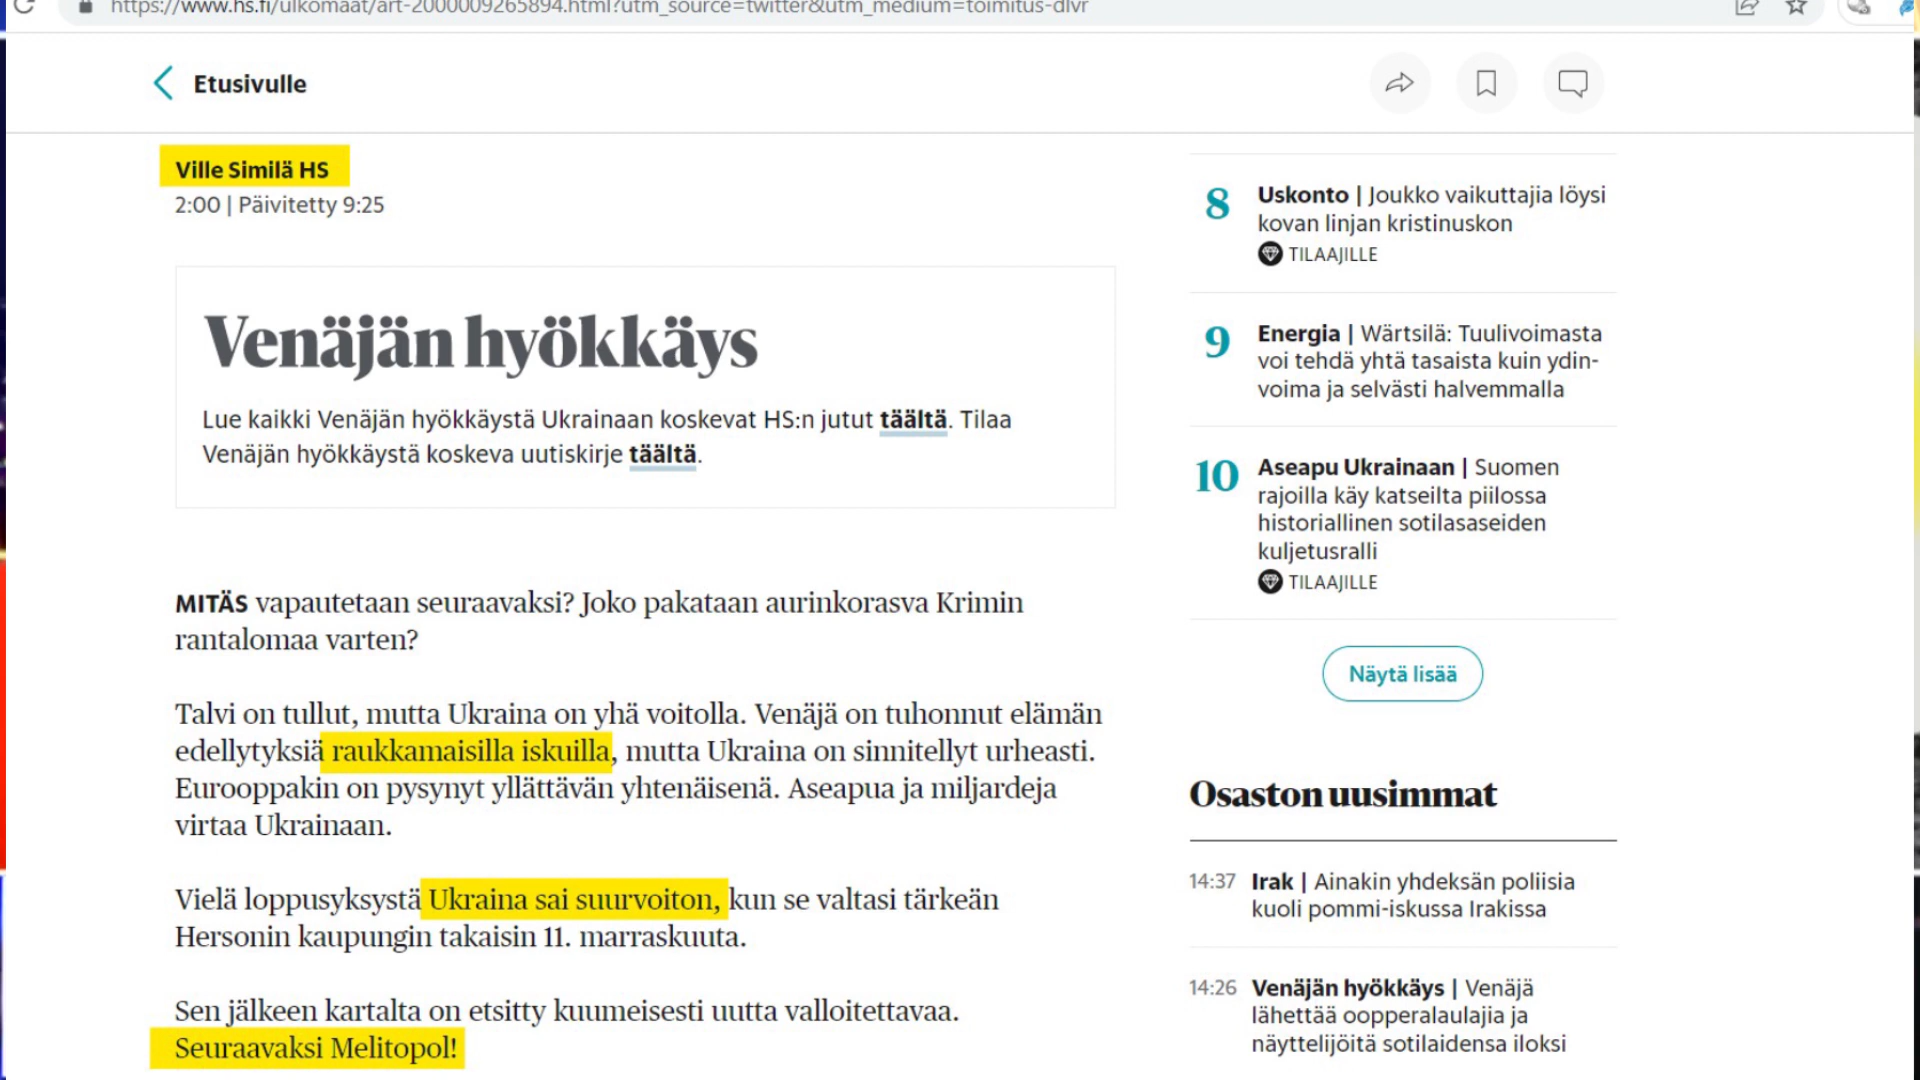 https://www.hs.fi/ulkomaat/art-2000009265894.html?utm_source=twitter&utm_medium=toimitus-dlvr
Etusivulle
Ville Similä HS
2:00 | Päivitetty 9:25
Venäjän hyökkäys
Lue kaikki Venäjän hyökkäystä Ukrainaan koskevat HS:n jutut täältä. Tilaa
Venäjän hyökkäystä koskeva uutiskirje täältä.
MITÄS vapautetaan seuraavaksi? Joko pakataan aurinkorasva Krimin
rantalomaa varten?
Talvi on tullut, mutta Ukraina on yhä voitolla. Venäjä on tuhonnut elämän
edellytyksiä raukkamaisilla iskuilla, mutta Ukraina on sinnitellyt urheasti.
Eurooppakin on pysynyt yllättävän yhtenäisenä. Aseapua ja miljardeja
virtaa Ukrainaan.
Vielä loppusyksystä Ukraina sai suurvoiton, kun se valtasi tärkeän
Hersonin kaupungin takaisin 11. marraskuuta.
Sen jälkeen kartalta on etsitty kuumeisesti uutta valloitettavaa.
Seuraavaksi Melitopol!
8 Uskonto | Joukko vaikuttajia löysi
kovan linjan kristinuskon
TILAAJILLE
9 Energia | Wärtsilä: Tuulivoimasta
voi tehdä yhtä tasaista kuin ydin-
voima ja selvästi halvemmalla
10 Aseapu Ukrainaan | Suomen
rajoilla käy katseilta piilossa
historiallinen sotilasaseiden
kuljetusralli
TILAAJILLE
Näytä lisää
Osaston uusimmat
14:37 Irak | Ainakin yhdeksän poliisia
kuoli pommi-iskussa Irakissa
14:26 Venäjän hyökkäys | Venäjä
lähettää oopperalaulajia ja
näyttelijöitä sotilaidensa iloksi